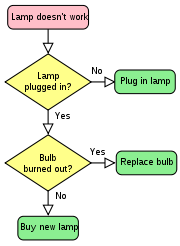 Lamp doesn't work
Lamp
plugged in?
No
Plug in lamp
Yes
Bulb
burned out?
Yes
Replace bulb
No
Buy new lamp